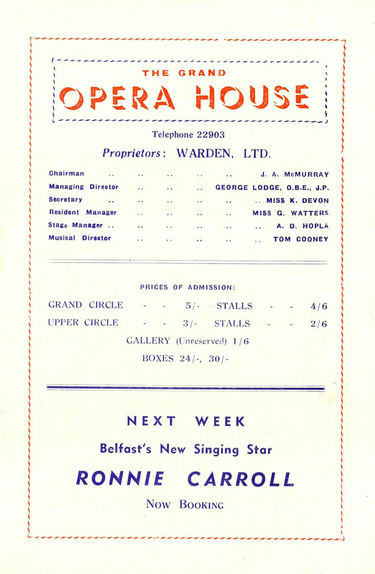 THE GRAND
OPERA HOUSE
Telephone 22903
Proprietors: WARDEN, LTD.
Chairman .. .. .. .. .. J. A. McMURRAY
Managing Director .. .. .. .. GEORGE LODGE, O.B.E., J.P.
Secretary .. .. .. .. .. .. MISS K. DEVON
Resident Manager .. .. .. .. MISS G. WATTERS
Stage Manager .. .. .. .. .. .. A. D. HOPLA
Musical Director .. .. .. .. .. TOM COONEY
PRICES OF ADMISSION:
GRAND CIRCLE - - 5/- STALLS - - 4/6
UPPER CIRCLE - - 3/- STALLS - - 2/6
GALLERY (Unreserved) 1/6
BOXES 24/-, 30/-
NEXT WEEK
Belfast's New Singing Star
RONNIE CARROLL
NOW BOOKING